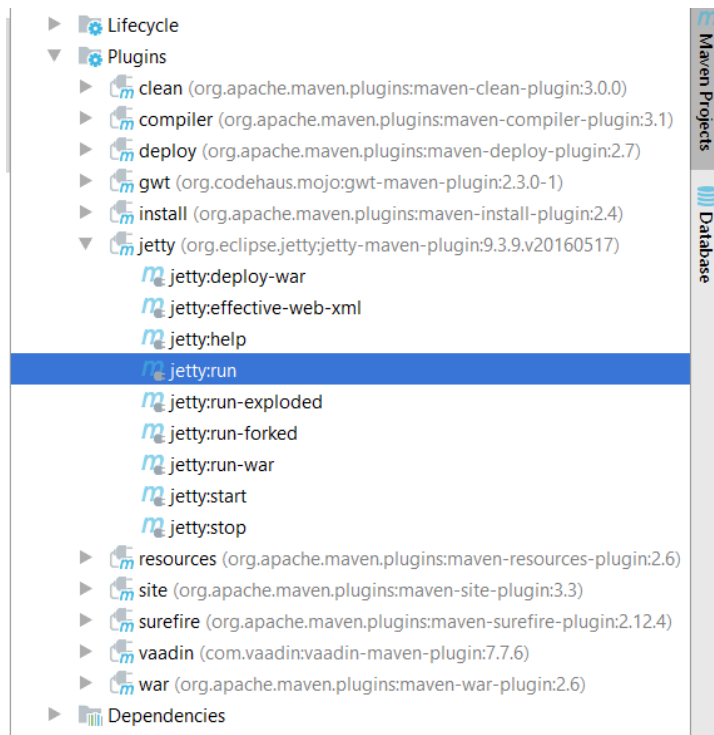 Lifecycle
Plugins
clean (org.apache.maven.plugins:maven-clean-plugin:3.0.0)
compiler (org.apache.maven.plugins:maven-compiler-plugin:3.1)
deploy (org.apache.maven.plugins:maven-deploy-plugin:2.7)
gwt (org.codehaus.mojo:gwt-maven-plugin:2.3.0-1)
install (org.apache.maven.plugins:maven-install-plugin:2.4)
jetty (org.eclipse.jetty:jetty-maven-plugin:9.3.9.v20160517)
jetty:deploy-war
jetty:effective-web-xml
jetty:help
jetty:run
jetty:run-exploded
jetty:run-forked
jetty:run-war
jetty:start
jetty:stop
resources (org.apache.maven.plugins:maven-resources-plugin:2.6)
site (org.apache.maven.plugins:maven-site-plugin:3.3)
surefire (org.apache.maven.plugins:maven-surefire-plugin:2.12.4)
vaadin (com.vaadin:vaadin-maven-plugin:7.7.6)
war (org.apache.maven.plugins:maven-war-plugin:2.6)
Dependencies
Maven Projects
Database